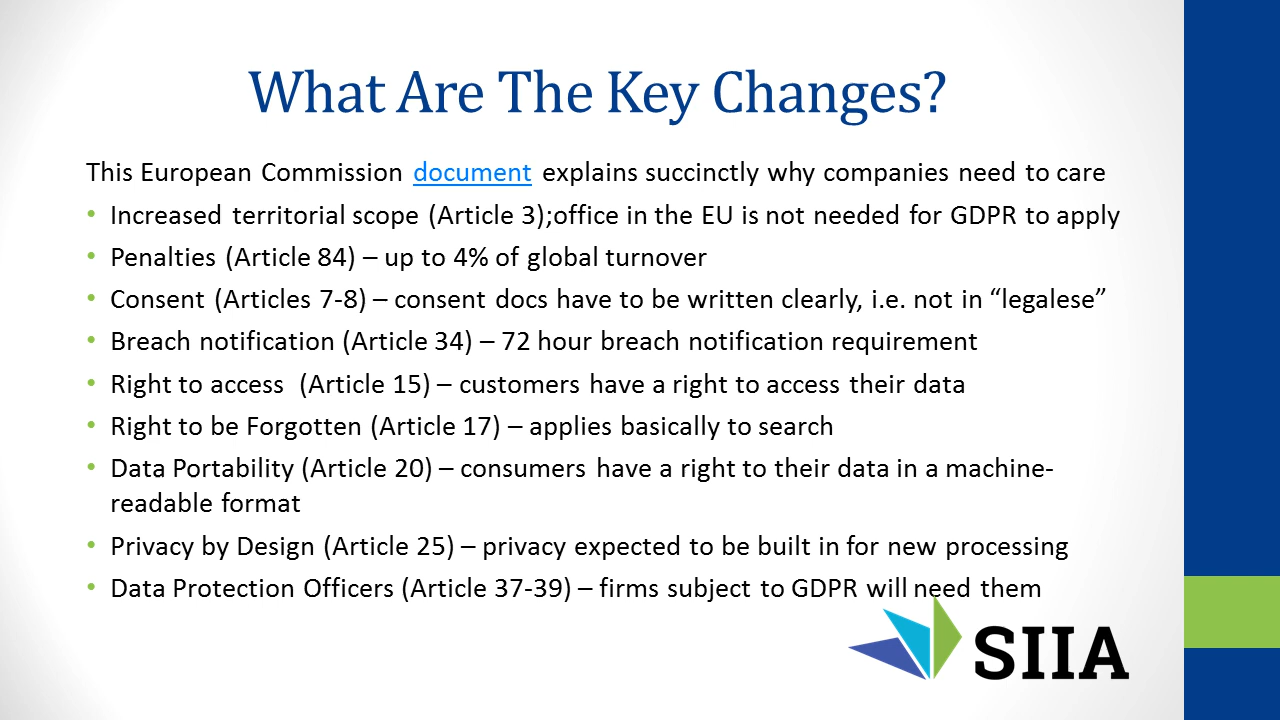 What Are The Key Changes?
This European Commission document explains succinctly why companies need to care
• Increased territorial scope (Article 3);office in the EU is not needed for GDPR to apply
• Penalties (Article 84) – up to 4% of global turnover
• Consent (Articles 7-8) – consent docs have to be written clearly, i.e. not in “legalese”
• Breach notification (Article 34) – 72 hour breach notification requirement
• Right to access (Article 15) – customers have a right to access their data
• Right to be Forgotten (Article 17) – applies basically to search
• Data Portability (Article 20) – consumers have a right to their data in a machine-
readable format
• Privacy by Design (Article 25) – privacy expected to be built in for new processing
• Data Protection Officers (Article 37-39) – firms subject to GDPR will need them
SIIA